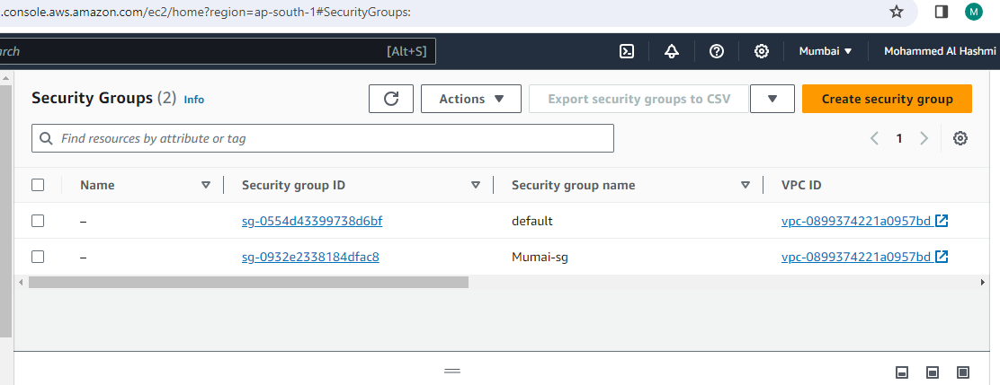 .console.aws.amazon.com/ec2/home?region=ap-south-1#SecurityGroups:
M
[Alt+S]
Mumbai
Mohammed Al Hashmi
Security Groups (2) Info
Actions
Export security groups to CSV
Create security group
Find resources by attribute or tag
1
Name
Security group ID
Security group name
VPC ID
–
sg-0554d43399738d6bf
default
vpc-0899374221a0957bd
–
sg-0932e2338184dfac8
Mumai-sg
vpc-0899374221a0957bd